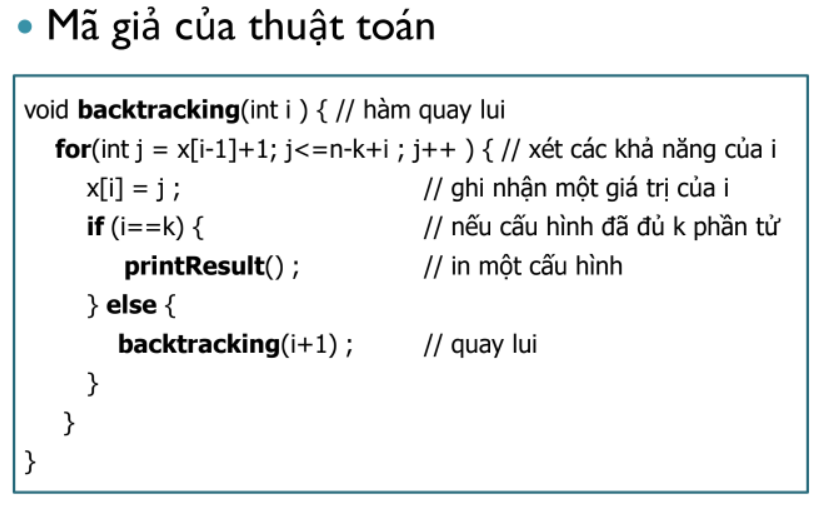 • Mã giả của thuật toán
void backtracking(int i ) { // hàm quay lui
for(int j = x[i-1]+1; j<=n-k+i ; j++ ) { // xét các khả năng của i
x[i] = j ; // ghi nhận một giá trị của i
if (i==k) { // nếu cấu hình đã đủ k phần tử
printResult() ; // in một cấu hình
} else {
backtracking(i+1) ; // quay lui
}
}
}